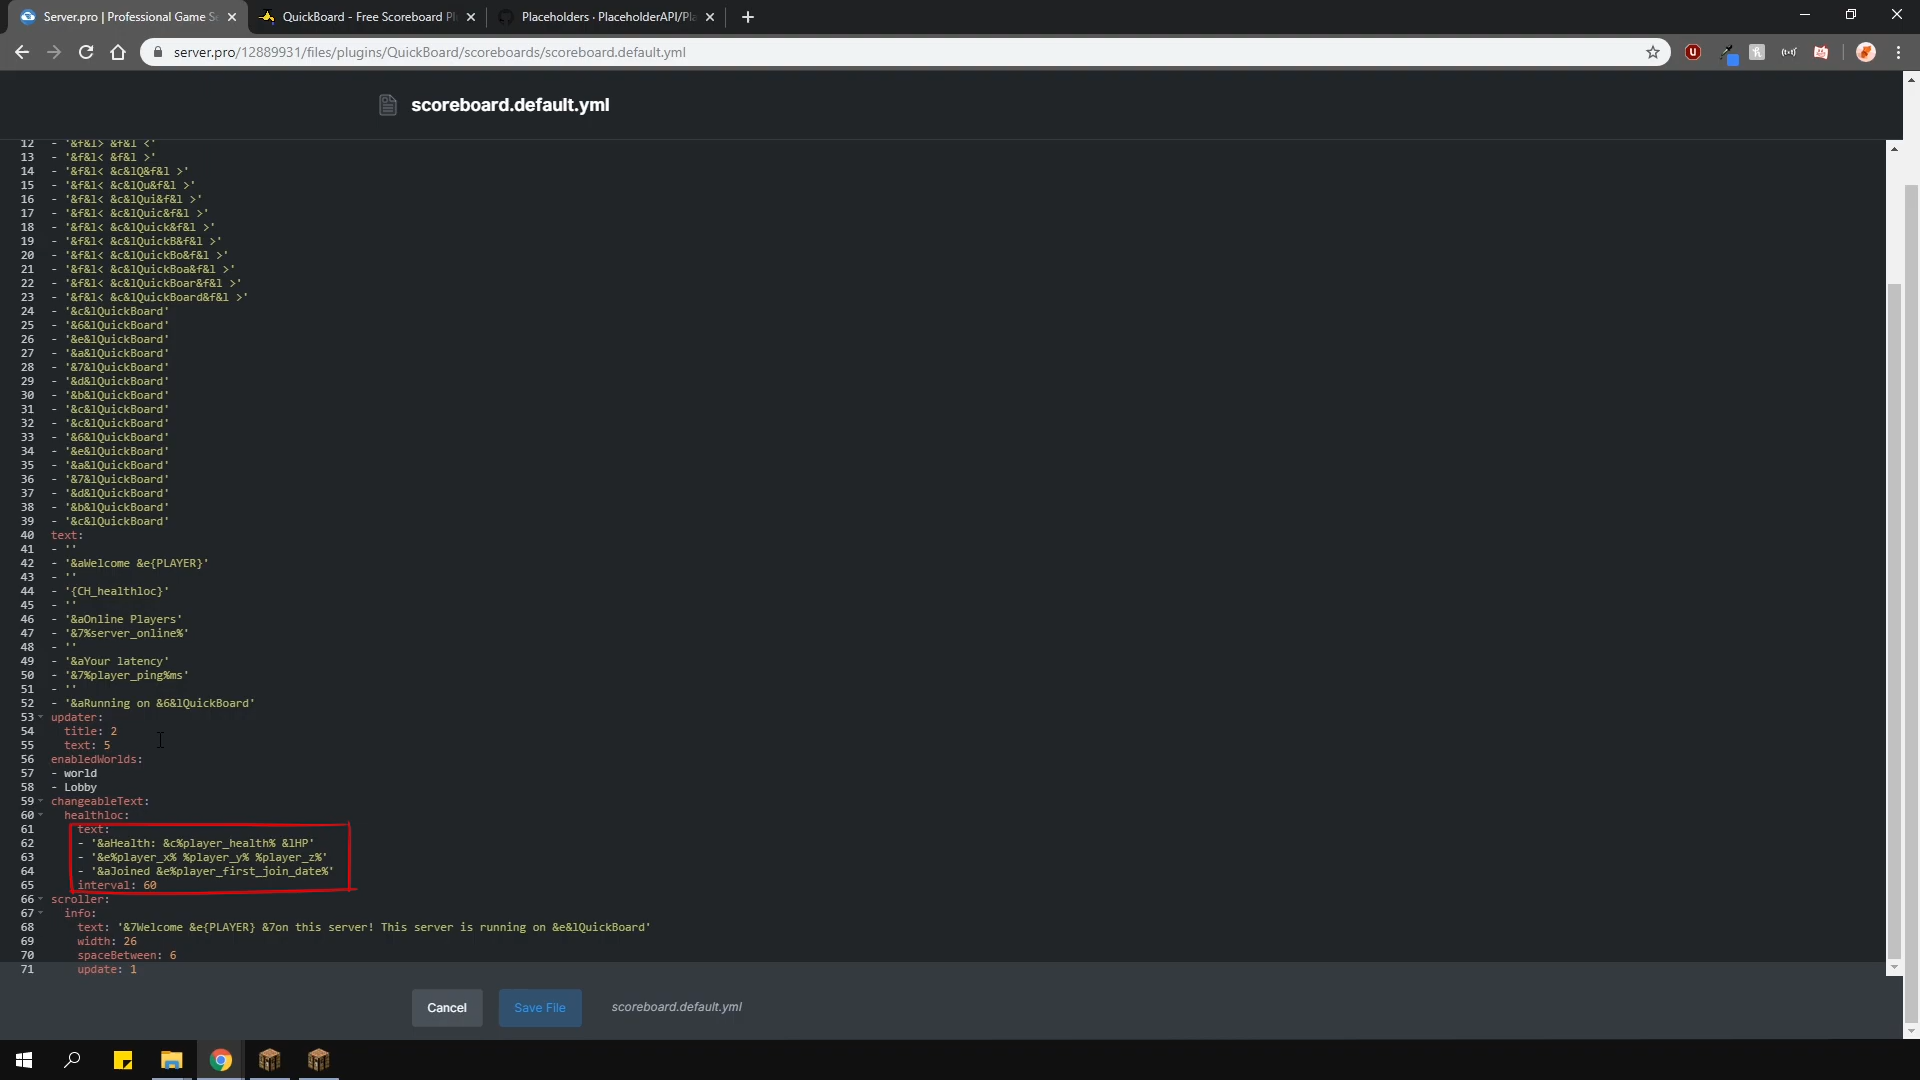 Server.pro | Professional Game Se
QuickBoard - Free Scoreboard Pl
Placeholders · PlaceholderAPI/Pla
server.pro/12889931/files/plugins/QuickBoard/scoreboards/scoreboard.default.yml
scoreboard.default.yml
12 - '&f&l> &f&l <'
13 - '&f&l< &f&l >'
14 - '&f&l< &c&lQ&f&l >'
15 - '&f&l< &c&lQu&f&l >'
16 - '&f&l< &c&lQui&f&l >'
17 - '&f&l< &c&lQuic&f&l >'
18 - '&f&l< &c&lQuick&f&l >'
19 - '&f&l< &c&lQuickB&f&l >'
20 - '&f&l< &c&lQuickBo&f&l >'
21 - '&f&l< &c&lQuickBoa&f&l >'
22 - '&f&l< &c&lQuickBoar&f&l >'
23 - '&f&l< &c&lQuickBoard&f&l >'
24 - '&c&lQuickBoard'
25 - '&6&lQuickBoard'
26 - '&e&lQuickBoard'
27 - '&a&lQuickBoard'
28 - '&7&lQuickBoard'
29 - '&d&lQuickBoard'
30 - '&b&lQuickBoard'
31 - '&c&lQuickBoard'
32 - '&c&lQuickBoard'
33 - '&6&lQuickBoard'
34 - '&e&lQuickBoard'
35 - '&a&lQuickBoard'
36 - '&7&lQuickBoard'
37 - '&d&lQuickBoard'
38 - '&b&lQuickBoard'
39 - '&c&lQuickBoard'
40 text:
41 - ''
42 - '&aWelcome &e{PLAYER}'
43 - ''
44 - '{CH_healthloc}'
45 - ''
46 - '&aOnline Players'
47 - '&7%server_online%'
48 - ''
49 - '&aYour latency'
50 - '&7%player_ping%ms'
51 - ''
52 - '&aRunning on &6&lQuickBoard'
53 updater:
54 title: 2
55 text: 5
56 enabledWorlds:
57 - world
58 - Lobby
59 changeableText:
60 healthloc:
61 text:
62 - '&aHealth: &c%player_health% &lHP'
63 - '&e%player_x% %player_y% %player_z%'
64 - '&aJoined &e%player_first_join_date%'
65 interval: 60
66 scroller:
67 info:
68 text: '&7Welcome &e{PLAYER} &7on this server! This server is running on &e&lQuickBoard'
69 width: 26
70 spaceBetween: 6
71 update: 1
Cancel
Save File
scoreboard.default.yml